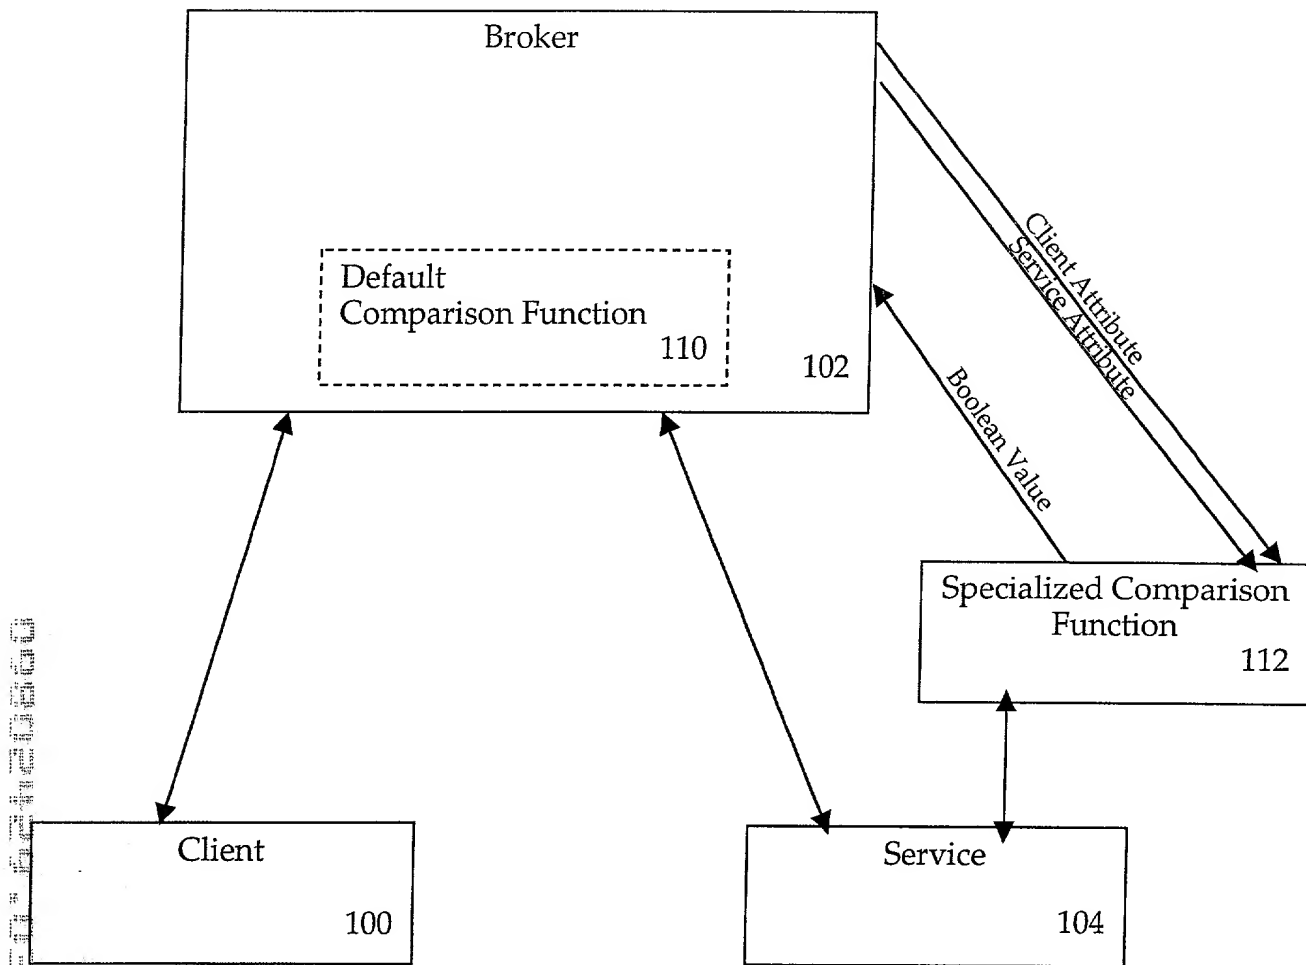 Broker
Default
Comparison Function
110
102
Client Attribute
Service Attribute
Boolean Value
Specialized Comparison
Function
112
Client
100
Service
104